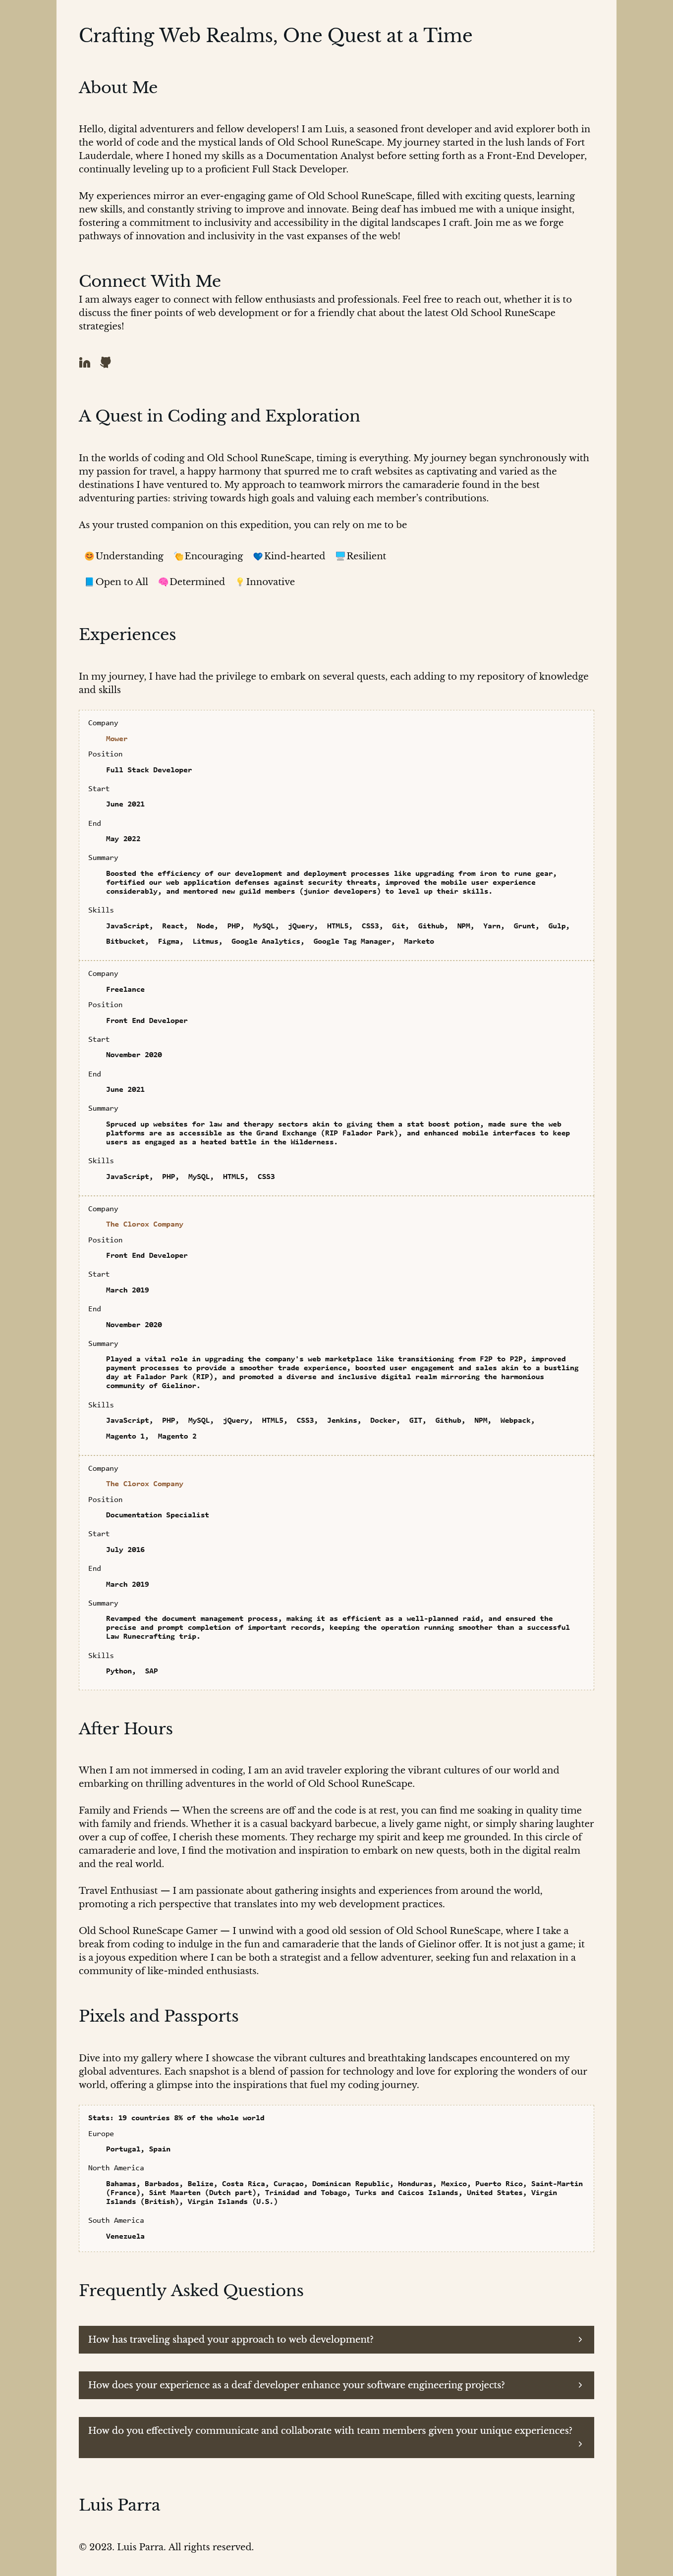 Crafting Web Realms, One Quest at a Time
About Me
Hello, digital adventurers and fellow developers! I am Luis, a seasoned front developer and avid explorer both in
the world of code and the mystical lands of Old School RuneScape. My journey started in the lush lands of Fort
Lauderdale, where I honed my skills as a Documentation Analyst before setting forth as a Front-End Developer,
continually leveling up to a proficient Full Stack Developer.
My experiences mirror an ever-engaging game of Old School RuneScape, filled with exciting quests, learning
new skills, and constantly striving to improve and innovate. Being deaf has imbued me with a unique insight,
fostering a commitment to inclusivity and accessibility in the digital landscapes I craft. Join me as we forge
pathways of innovation and inclusivity in the vast expanses of the web!
Connect With Me
I am always eager to connect with fellow enthusiasts and professionals. Feel free to reach out, whether it is to
discuss the finer points of web development or for a friendly chat about the latest Old School RuneScape
strategies!
A Quest in Coding and Exploration
In the worlds of coding and Old School RuneScape, timing is everything. My journey began synchronously with
my passion for travel, a happy harmony that spurred me to craft websites as captivating and varied as the
destinations I have ventured to. My approach to teamwork mirrors the camaraderie found in the best
adventuring parties: striving towards high goals and valuing each member's contributions.
As your trusted companion on this expedition, you can rely on me to be
Understanding Encouraging Kind-hearted Resilient
Open to All Determined Innovative
Experiences
In my journey, I have had the privilege to embark on several quests, each adding to my repository of knowledge
and skills
Company
Mower
Position
Full Stack Developer
Start
June 2021
End
May 2022
Summary
Boosted the efficiency of our development and deployment processes like upgrading from iron to rune gear,
fortified our web application defenses against security threats, improved the mobile user experience
considerably, and mentored new guild members (junior developers) to level up their skills.
Skills
JavaScript, React, Node, PHP, MySQL, jQuery, HTML5, CSS3, Git, Github, NPM, Yarn, Grunt, Gulp,
Bitbucket, Figma, Litmus, Google Analytics, Google Tag Manager, Marketo
Company
Freelance
Position
Front End Developer
Start
November 2020
End
June 2021
Summary
Spruced up websites for law and therapy sectors akin to giving them a stat boost potion, made sure the web
platforms are as accessible as the Grand Exchange (RIP Falador Park), and enhanced mobile interfaces to keep
users as engaged as a heated battle in the Wilderness.
Skills
JavaScript, PHP, MySQL, HTML5, CSS3
Company
The Clorox Company
Position
Front End Developer
Start
March 2019
End
November 2020
Summary
Played a vital role in upgrading the company's web marketplace like transitioning from F2P to P2P, improved
payment processes to provide a smoother trade experience, boosted user engagement and sales akin to a bustling
day at Falador Park (RIP), and promoted a diverse and inclusive digital realm mirroring the harmonious
community of Gielinor.
Skills
JavaScript, PHP, MySQL, jQuery, HTML5, CSS3, Jenkins, Docker, GIT, Github, NPM, Webpack,
Magento 1, Magento 2
Company
The Clorox Company
Position
Documentation Specialist
Start
July 2016
End
March 2019
Summary
Revamped the document management process, making it as efficient as a well-planned raid, and ensured the
precise and prompt completion of important records, keeping the operation running smoother than a successful
Law Runecrafting trip.
Skills
Python, SAP
After Hours
When I am not immersed in coding, I am an avid traveler exploring the vibrant cultures of our world and
embarking on thrilling adventures in the world of Old School RuneScape.
Family and Friends — When the screens are off and the code is at rest, you can find me soaking in quality time
with family and friends. Whether it is a casual backyard barbecue, a lively game night, or simply sharing laughter
over a cup of coffee, I cherish these moments. They recharge my spirit and keep me grounded. In this circle of
camaraderie and love, I find the motivation and inspiration to embark on new quests, both in the digital realm
and the real world.
Travel Enthusiast — I am passionate about gathering insights and experiences from around the world,
promoting a rich perspective that translates into my web development practices.
Old School RuneScape Gamer — I unwind with a good old session of Old School RuneScape, where I take a
break from coding to indulge in the fun and camaraderie that the lands of Gielinor offer. It is not just a game; it
is a joyous expedition where I can be both a strategist and a fellow adventurer, seeking fun and relaxation in a
community of like-minded enthusiasts.
Pixels and Passports
Dive into my gallery where I showcase the vibrant cultures and breathtaking landscapes encountered on my
global adventures. Each snapshot is a blend of passion for technology and love for exploring the wonders of our
world, offering a glimpse into the inspirations that fuel my coding journey.
Stats: 19 countries 8% of the whole world
Europe
Portugal, Spain
North America
Bahamas, Barbados, Belize, Costa Rica, Curaçao, Dominican Republic, Honduras, Mexico, Puerto Rico, Saint-Martin
(France), Sint Maarten (Dutch part), Trinidad and Tobago, Turks and Caicos Islands, United States, Virgin
Islands (British), Virgin Islands (U.S.)
South America
Venezuela
Frequently Asked Questions
How has traveling shaped your approach to web development?
How does your experience as a deaf developer enhance your software engineering projects?
How do you effectively communicate and collaborate with team members given your unique experiences?
Luis Parra
© 2023. Luis Parra. All rights reserved.